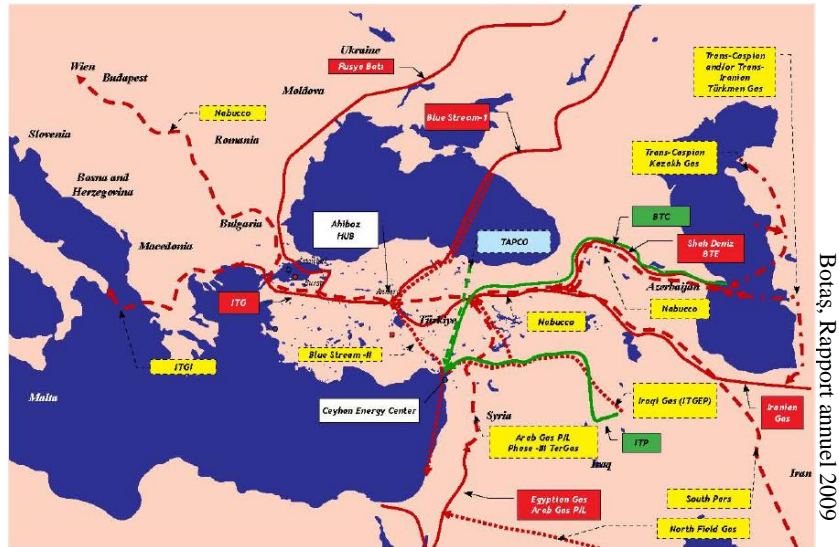 Ukraine
Rusya Batı
Moldova
Wien
Budapest
Nabucco
Slovenia
Romania
Bosna and
Herzegovina
Bulgaria
Macedonia
Blue Stream-1
Trans-Caspian
and/or Trans-
Iranian
Türkmen Gas
Trans-Caspian
Kazakh Gas
Ahiboz
HUB
TAPCO
BTC
Shah Deniz
BTE
Azerbaijan
Nabucco
ITG
Türkiye
Nabucco
Blue Stream -II
ITGI
Malta
Ceyhan Energy Center
Syria
Arab Gas P/L
Phase -III TerGas
Iraqi Gas (ITGEP)
ITP
Iraq
Iranian
Gas
Iran
Egyptian Gas
Arab Gas P/L
South Pars
North Field Gas
Botas, Rapport annuel 2009